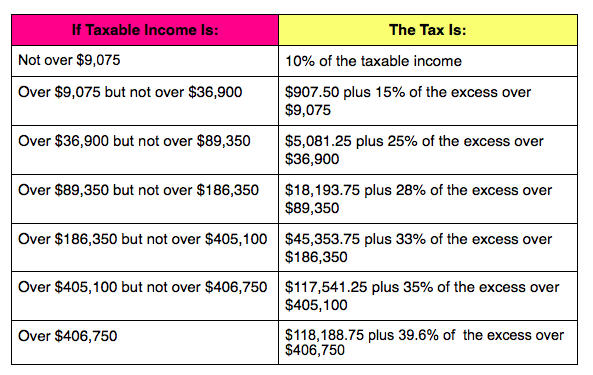 If Taxable Income Is:
The Tax Is:
Not over $9,075
10% of the taxable income
Over $9,075 but not over $36,900
$907.50 plus 15% of the excess over
$9,075
Over $36,900 but not over $89,350
$5,081.25 plus 25% of the excess over
$36,900
Over $89,350 but not over $186,350
$18,193.75 plus 28% of the excess over
$89,350
Over $186,350 but not over $405,100
$45,353.75 plus 33% of the excess over
$186,350
Over $405,100 but not over $406,750
$117,541.25 plus 35% of the excess over
$405,100
Over $406,750
$118,188.75 plus 39.6% of  the excess over
$406,750